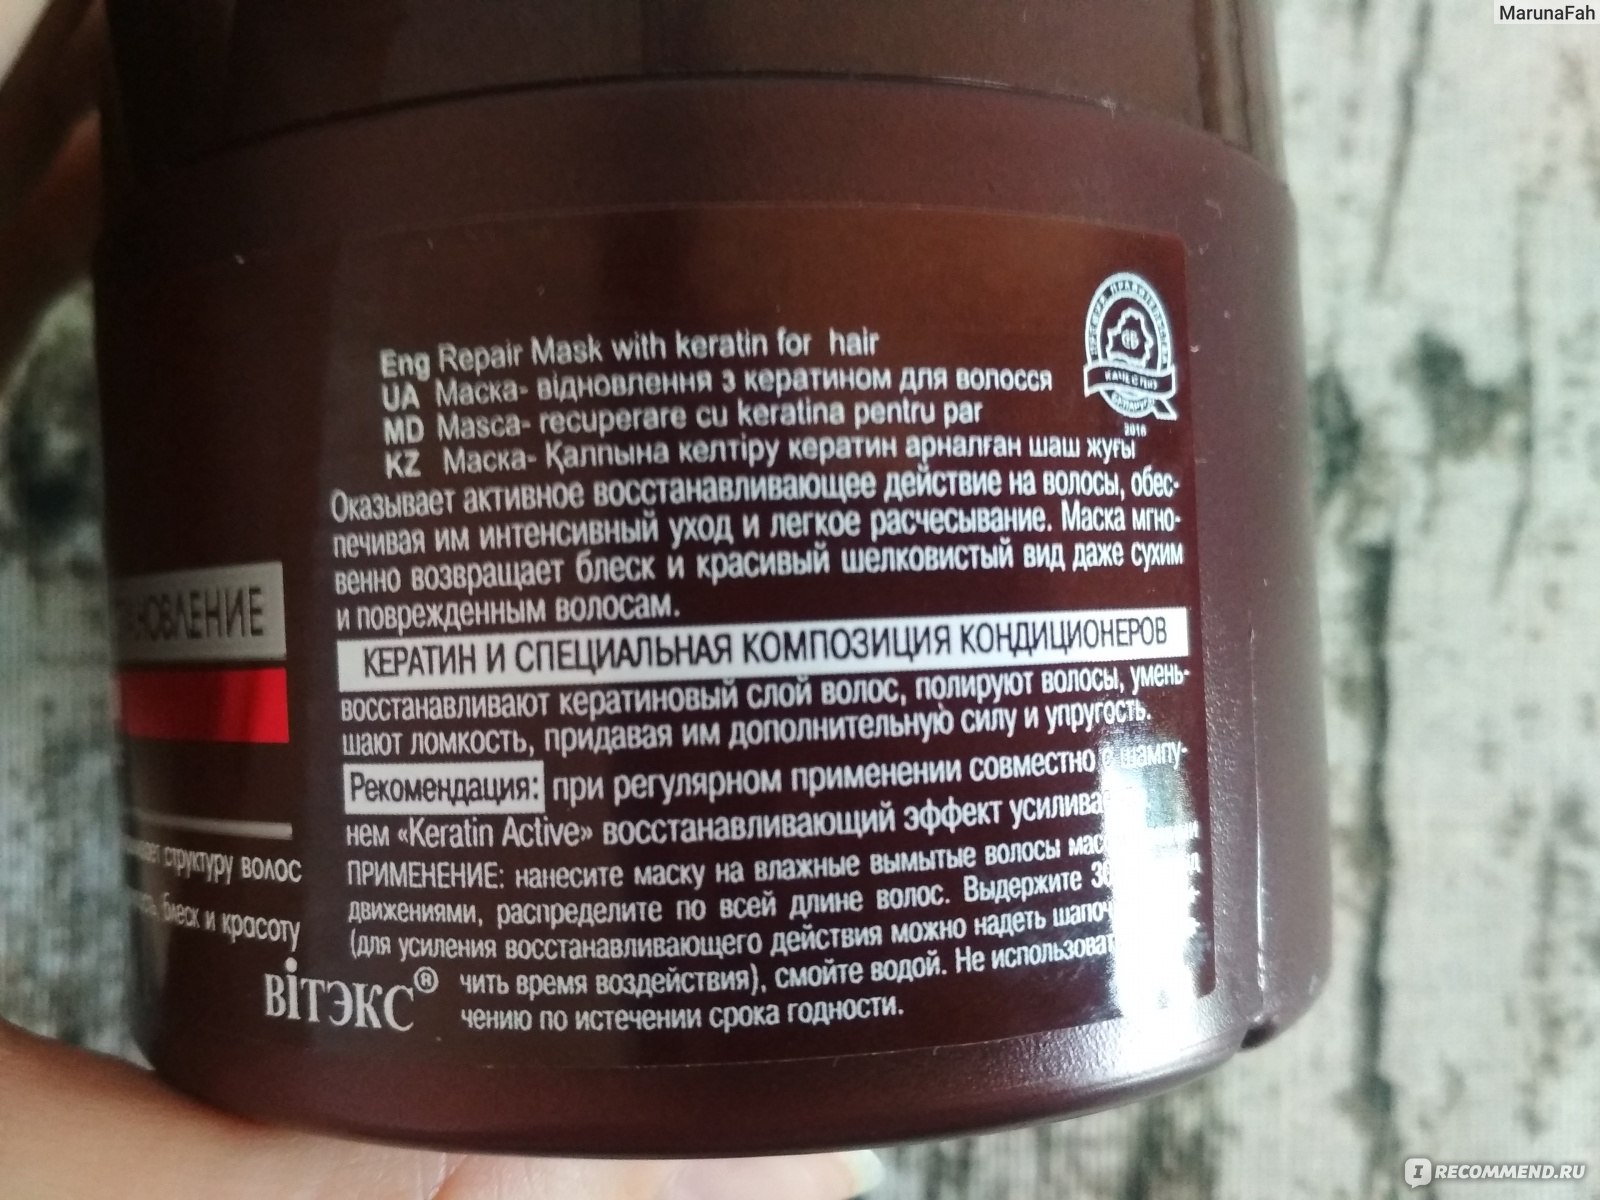 MarunaFah
Eng Repair Mask with keratin for hair
UA Маска- відновлення з кератином для волосся
MD Masca- recuperare cu keratina pentru par
KZ Маска- Қалпына келтіру кератин арналған шаш жуғы
КАЧЕСТВО
2016
Оказывает активное восстанавливающее действие на волосы, обес-
печивая им интенсивный уход и легкое расчесывание. Маска мгно-
венно возвращает блеск и красивый шелковистый вид даже сухим
и поврежденным волосам.
КЕРАТИН И СПЕЦИАЛЬНАЯ КОМПОЗИЦИЯ КОНДИЦИОНЕРОВ
восстанавливают кератиновый слой волос, полируют волосы, умень-
шают ломкость, придавая им дополнительную силу и упругость.
Рекомендация: при регулярном применении совместно с шампу-
нем «Keratin Active» восстанавливающий эффект
ПРИМЕНЕНИЕ: нанесите маску на влажные вымытые волосы
движениями, распределите по всей длине волос. Выдержите
(для усиления восстанавливающего действия можно надеть
чить время воздействия), смойте водой. Не
чению по истечении срока годности.
структуру волос
блеск и красоту
ВІТЭКС®
IRECOMMEND.RU